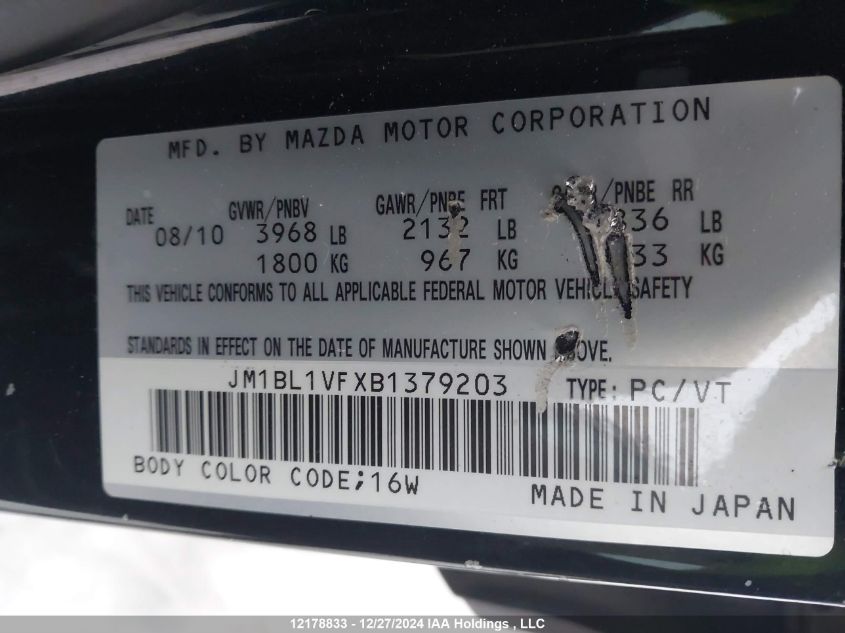 MFD. BY MAZDA MOTOR CORPORATION
DATE GVWR/PNBV GAWR/PNBE FRT /PNBE RR
08/10 3968 LB 2132 LB 36 LB
1800 KG 967 KG 33 KG
THIS VEHICLE CONFORMS TO ALL APPLICABLE FEDERAL MOTOR VEHICLE SAFETY
STANDARDS IN EFFECT ON THE DATE OF MANUFACTURE SHOWN ABOVE.
JM1BL1VFXB1379203 TYPE: PC/VT
BODY COLOR CODE;16W
MADE IN JAPAN
12178833 - 12/27/2024 IAA Holdings , LLC